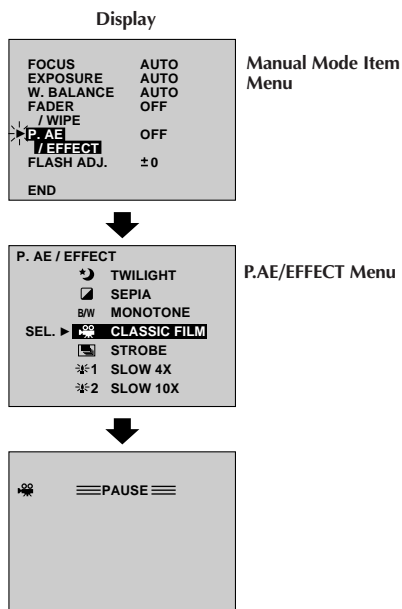 Display
FOCUS AUTO
EXPOSURE AUTO
W. BALANCE AUTO
FADER OFF
/ WIPE
P. AE OFF
/ EFFECT
FLASH ADJ. ±0
END
Manual Mode Item
Menu
P. AE / EFFECT
TWILIGHT
SEPIA
B/W MONOTONE
SEL. ► CLASSIC FILM
STROBE
1 SLOW 4X
2 SLOW 10X
P.AE/EFFECT Menu
PAUSE